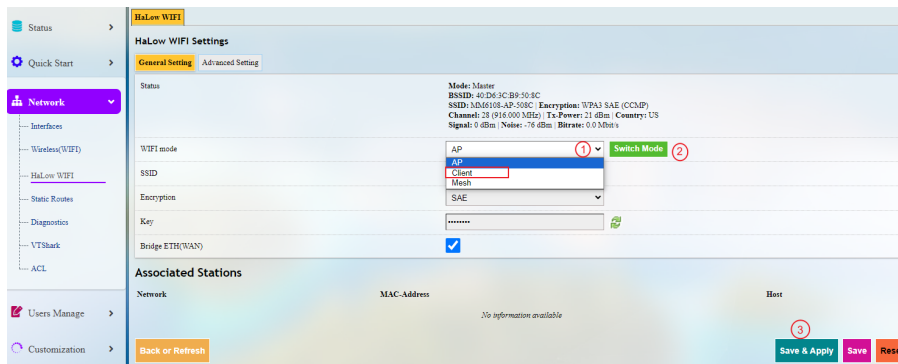 Status
Quick Start
Network
Interfaces
Wireless(WIFI)
HaLow WIFI
Static Routes
Diagnostics
VTShark
ACL
Users Manage
Customization
HaLow WIFI
HaLow WIFI Settings
General Setting Advanced Setting
Status
Mode: Master
BSSID: 40:D6:3C:B9:50:8C
SSID: MM6108-AP-508C | Encryption: WPA3 SAE (CCMP)
Channel: 28 (916.000 MHz) | Tx-Power: 21 dBm | Country: US
Signal: 0 dBm | Noise: -76 dBm | Bitrate: 0.0 Mbit/s
WIFI mode AP 1 Switch Mode 2
AP
Client
Mesh
SSID
Encryption SAE
Key ••••••••
Bridge ETH(WAN)
Associated Stations
Network MAC-Address Host
No information available
3
Back or Refresh Save & Apply Save Rese